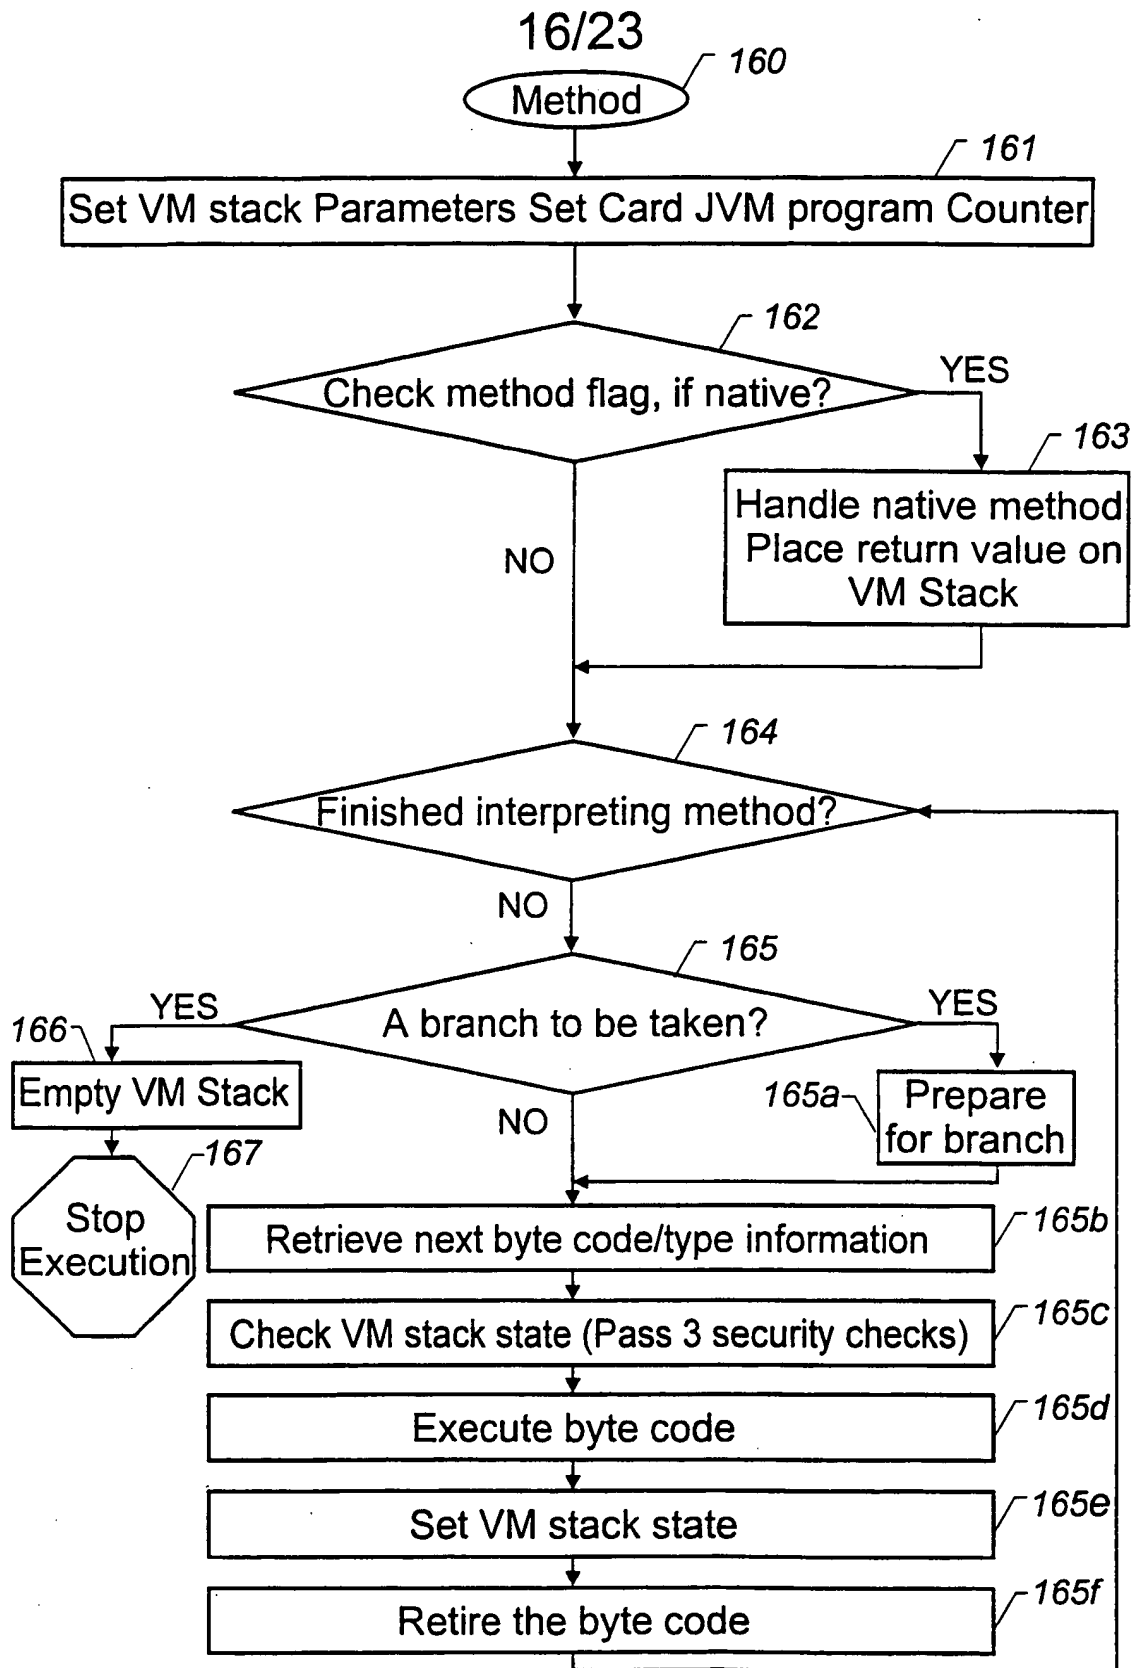 16/23
160
Method
161
Set VM stack Parameters Set Card JVM program Counter
162
Check method flag, if native?
YES
163
Handle native method
Place return value on
VM Stack
NO
164
Finished interpreting method?
NO
165
A branch to be taken?
YES
YES
166
Empty VM Stack
165a
Prepare
for branch
NO
167
Stop
Execution
165b
Retrieve next byte code/type information
165c
Check VM stack state (Pass 3 security checks)
165d
Execute byte code
165e
Set VM stack state
165f
Retire the byte code